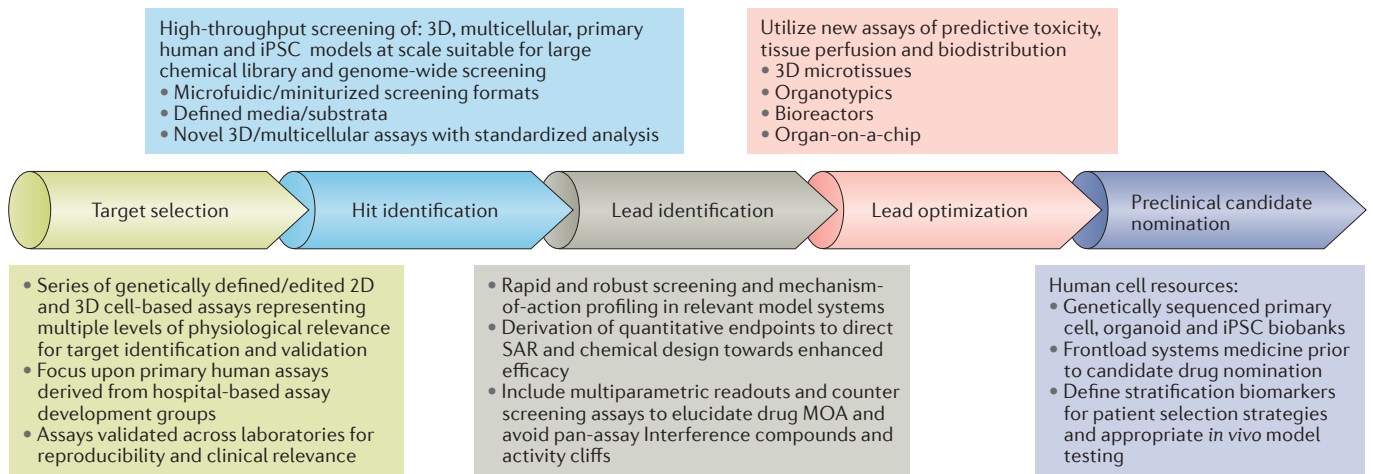 High-throughput screening of: 3D, multicellular, primary
human and iPSC models at scale suitable for large
chemical library and genome-wide screening
• Microfuidic/miniturized screening formats
• Defined media/substrata
• Novel 3D/multicellular assays with standardized analysis
Utilize new assays of predictive toxicity,
tissue perfusion and biodistribution
• 3D microtissues
• Organotypics
• Bioreactors
• Organ-on-a-chip
Target selection
Hit identification
Lead identification
Lead optimization
Preclinical candidate
nomination
• Series of genetically defined/edited 2D
and 3D cell-based assays representing
multiple levels of physiological relevance
for target identification and validation
• Focus upon primary human assays
derived from hospital-based assay
development groups
• Assays validated across laboratories for
reproducibility and clinical relevance
• Rapid and robust screening and mechanism-
of-action profiling in relevant model systems
• Derivation of quantitative endpoints to direct
SAR and chemical design towards enhanced
efficacy
• Include multiparametric readouts and counter
screening assays to elucidate drug MOA and
avoid pan-assay Interference compounds and
activity cliffs
Human cell resources:
• Genetically sequenced primary
cell, organoid and iPSC biobanks
• Frontload systems medicine prior
to candidate drug nomination
• Define stratification biomarkers
for patient selection strategies
and appropriate in vivo model
testing